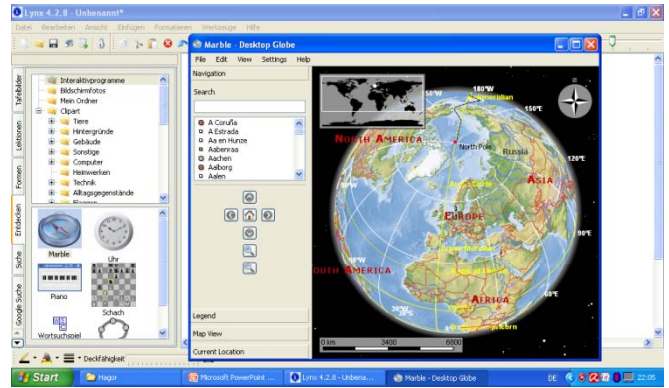 Lynx 4.2.8 - Unbenannt*
Datei Bearbeiten Ansicht Einfügen Formatieren Werkzeuge Hilfe
Tafelbilder
Lektionen
Formen
Entdecken
Suche
Google Suche
Interaktivprogramme
Bildschirmfotos
Mein Ordner
Clipart
Tiere
Hintergründe
Gebäude
Sonstige
Computer
Heimwerken
Technik
Alltagsgegenstände
Flaggen
Marble
Uhr
Piano
Schach
Wortsuchspiel
Deckfähigkeit
Marble - Desktop Globe
File Edit View Settings Help
Navigation
Search
A Coruña
A Estrada
Aa en Hunze
Aabenraa
Aachen
Aalborg
Aalen
Legend
Map View
Current Location
50°W
180°W
150°E
120°E
90°E
60°E
North Pole
Russia
NORTH AMERICA
ASIA
EUROPE
SOUTH AMERICA
AFRICA
0 km 3400 6800
Start
Hagor
Microsoft PowerPoint ...
Lynx 4.2.8 - Unbena...
Marble - Desktop Globe
DE
22:05